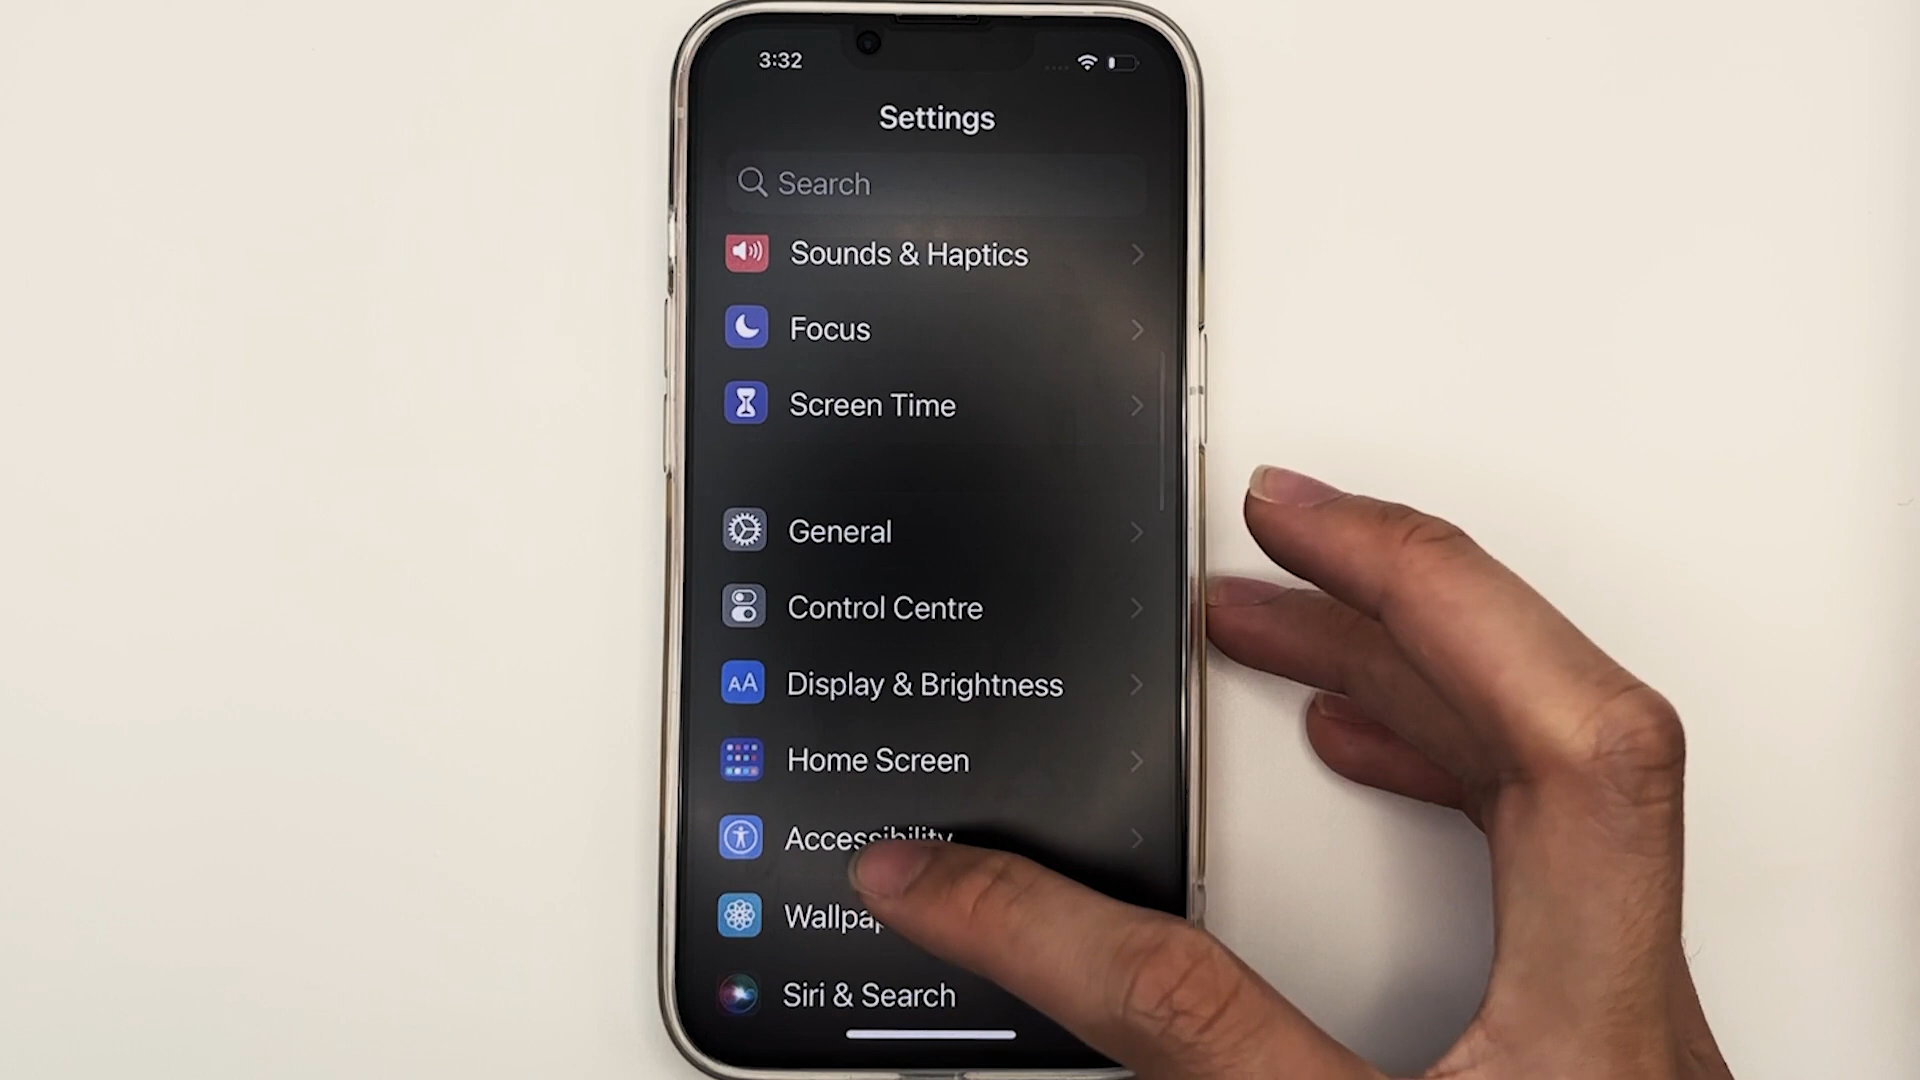 3:32
Settings
Search
Sounds & Haptics
Focus
Screen Time
General
Control Centre
AA
Display & Brightness
Home Screen
Accessibility
Siri & Search